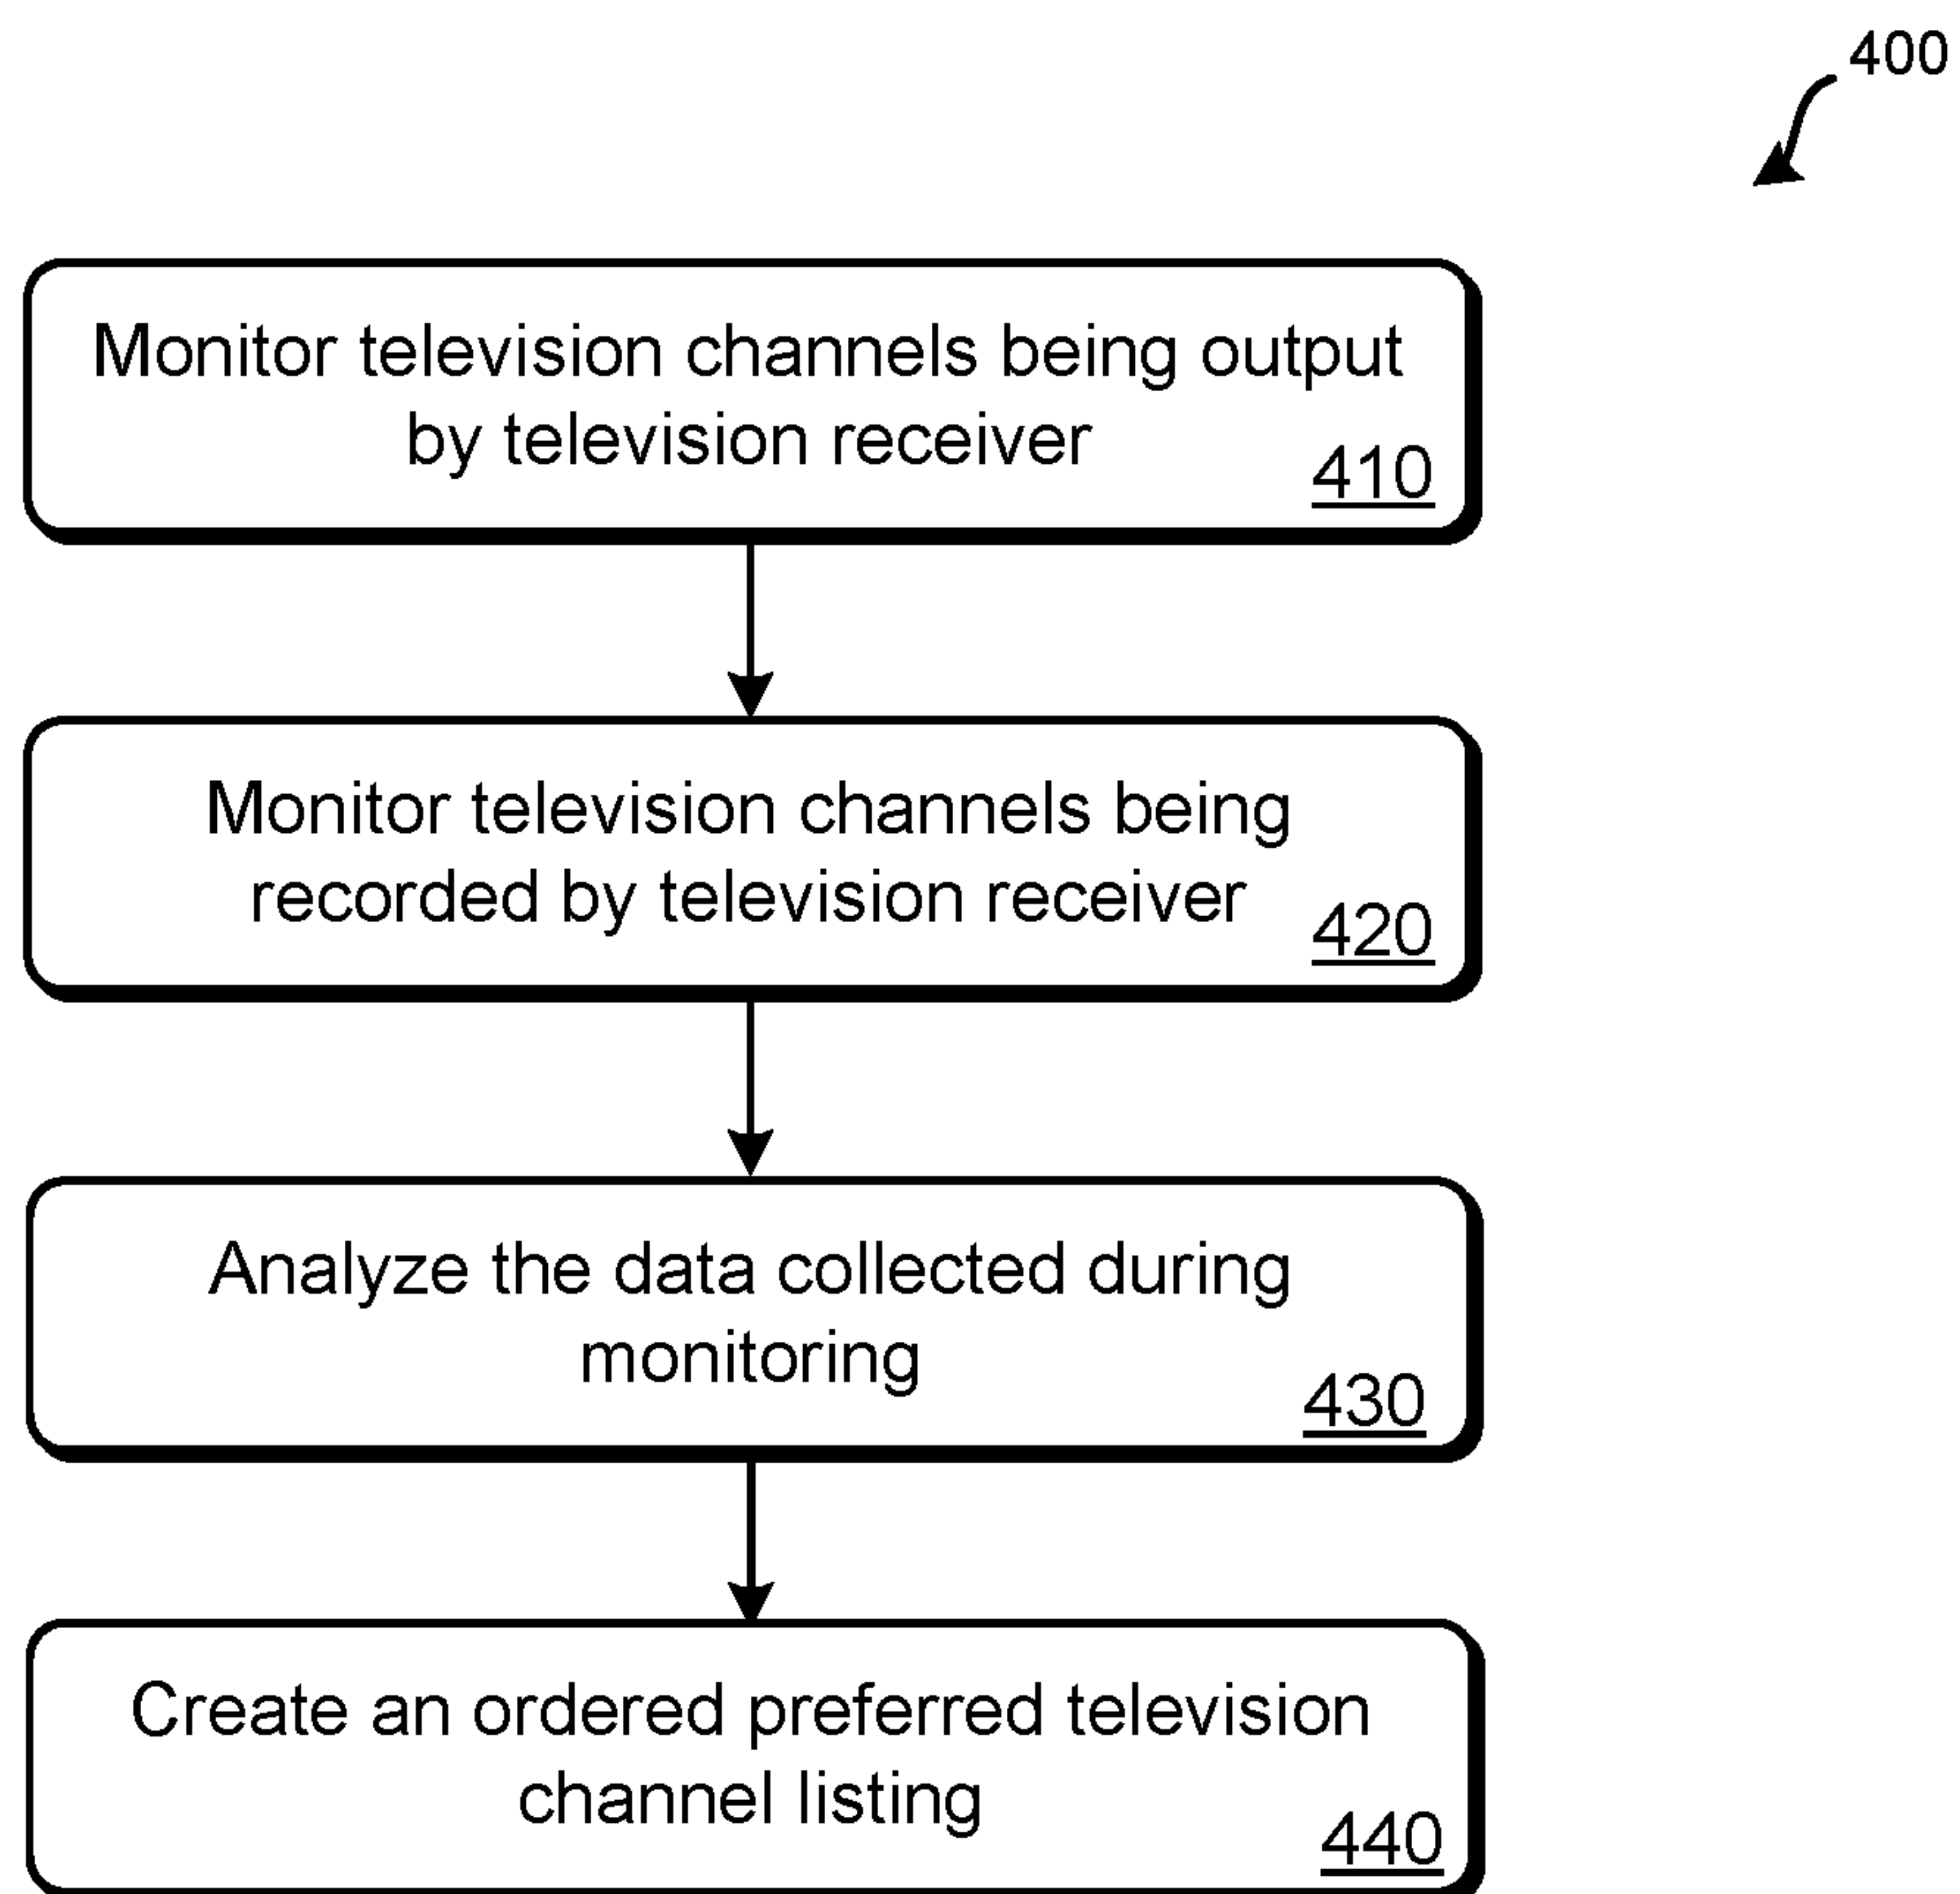 400
Monitor television channels being output
by television receiver
410
Monitor television channels being
recorded by television receiver
420
Analyze the data collected during
monitoring
430
Create an ordered preferred television
channel listing
440